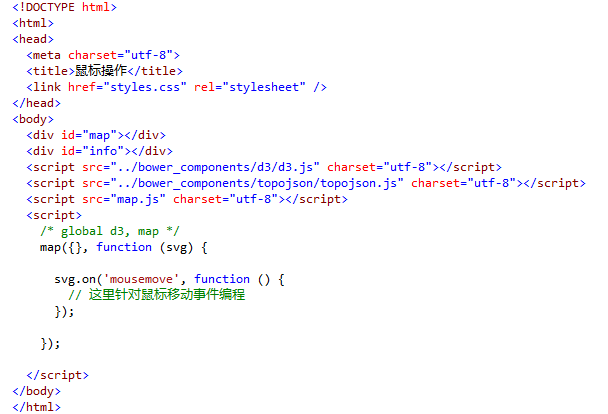 <!DOCTYPE html>
<html>
<head>
  <meta charset="utf-8">
  <title>鼠标操作</title>
  <link href="styles.css" rel="stylesheet" />
</head>
<body>
  <div id="map"></div>
  <div id="info"></div>
  <script src="../bower_components/d3/d3.js" charset="utf-8"></script>
  <script src="../bower_components/topojson/topojson.js" charset="utf-8"></script>
  <script src="map.js" charset="utf-8"></script>
  <script>
    /* global d3, map */
    map({}, function (svg) {

      svg.on('mousemove', function () {
        // 这里针对鼠标移动事件编程
      });

    });

  </script>
</body>
</html>